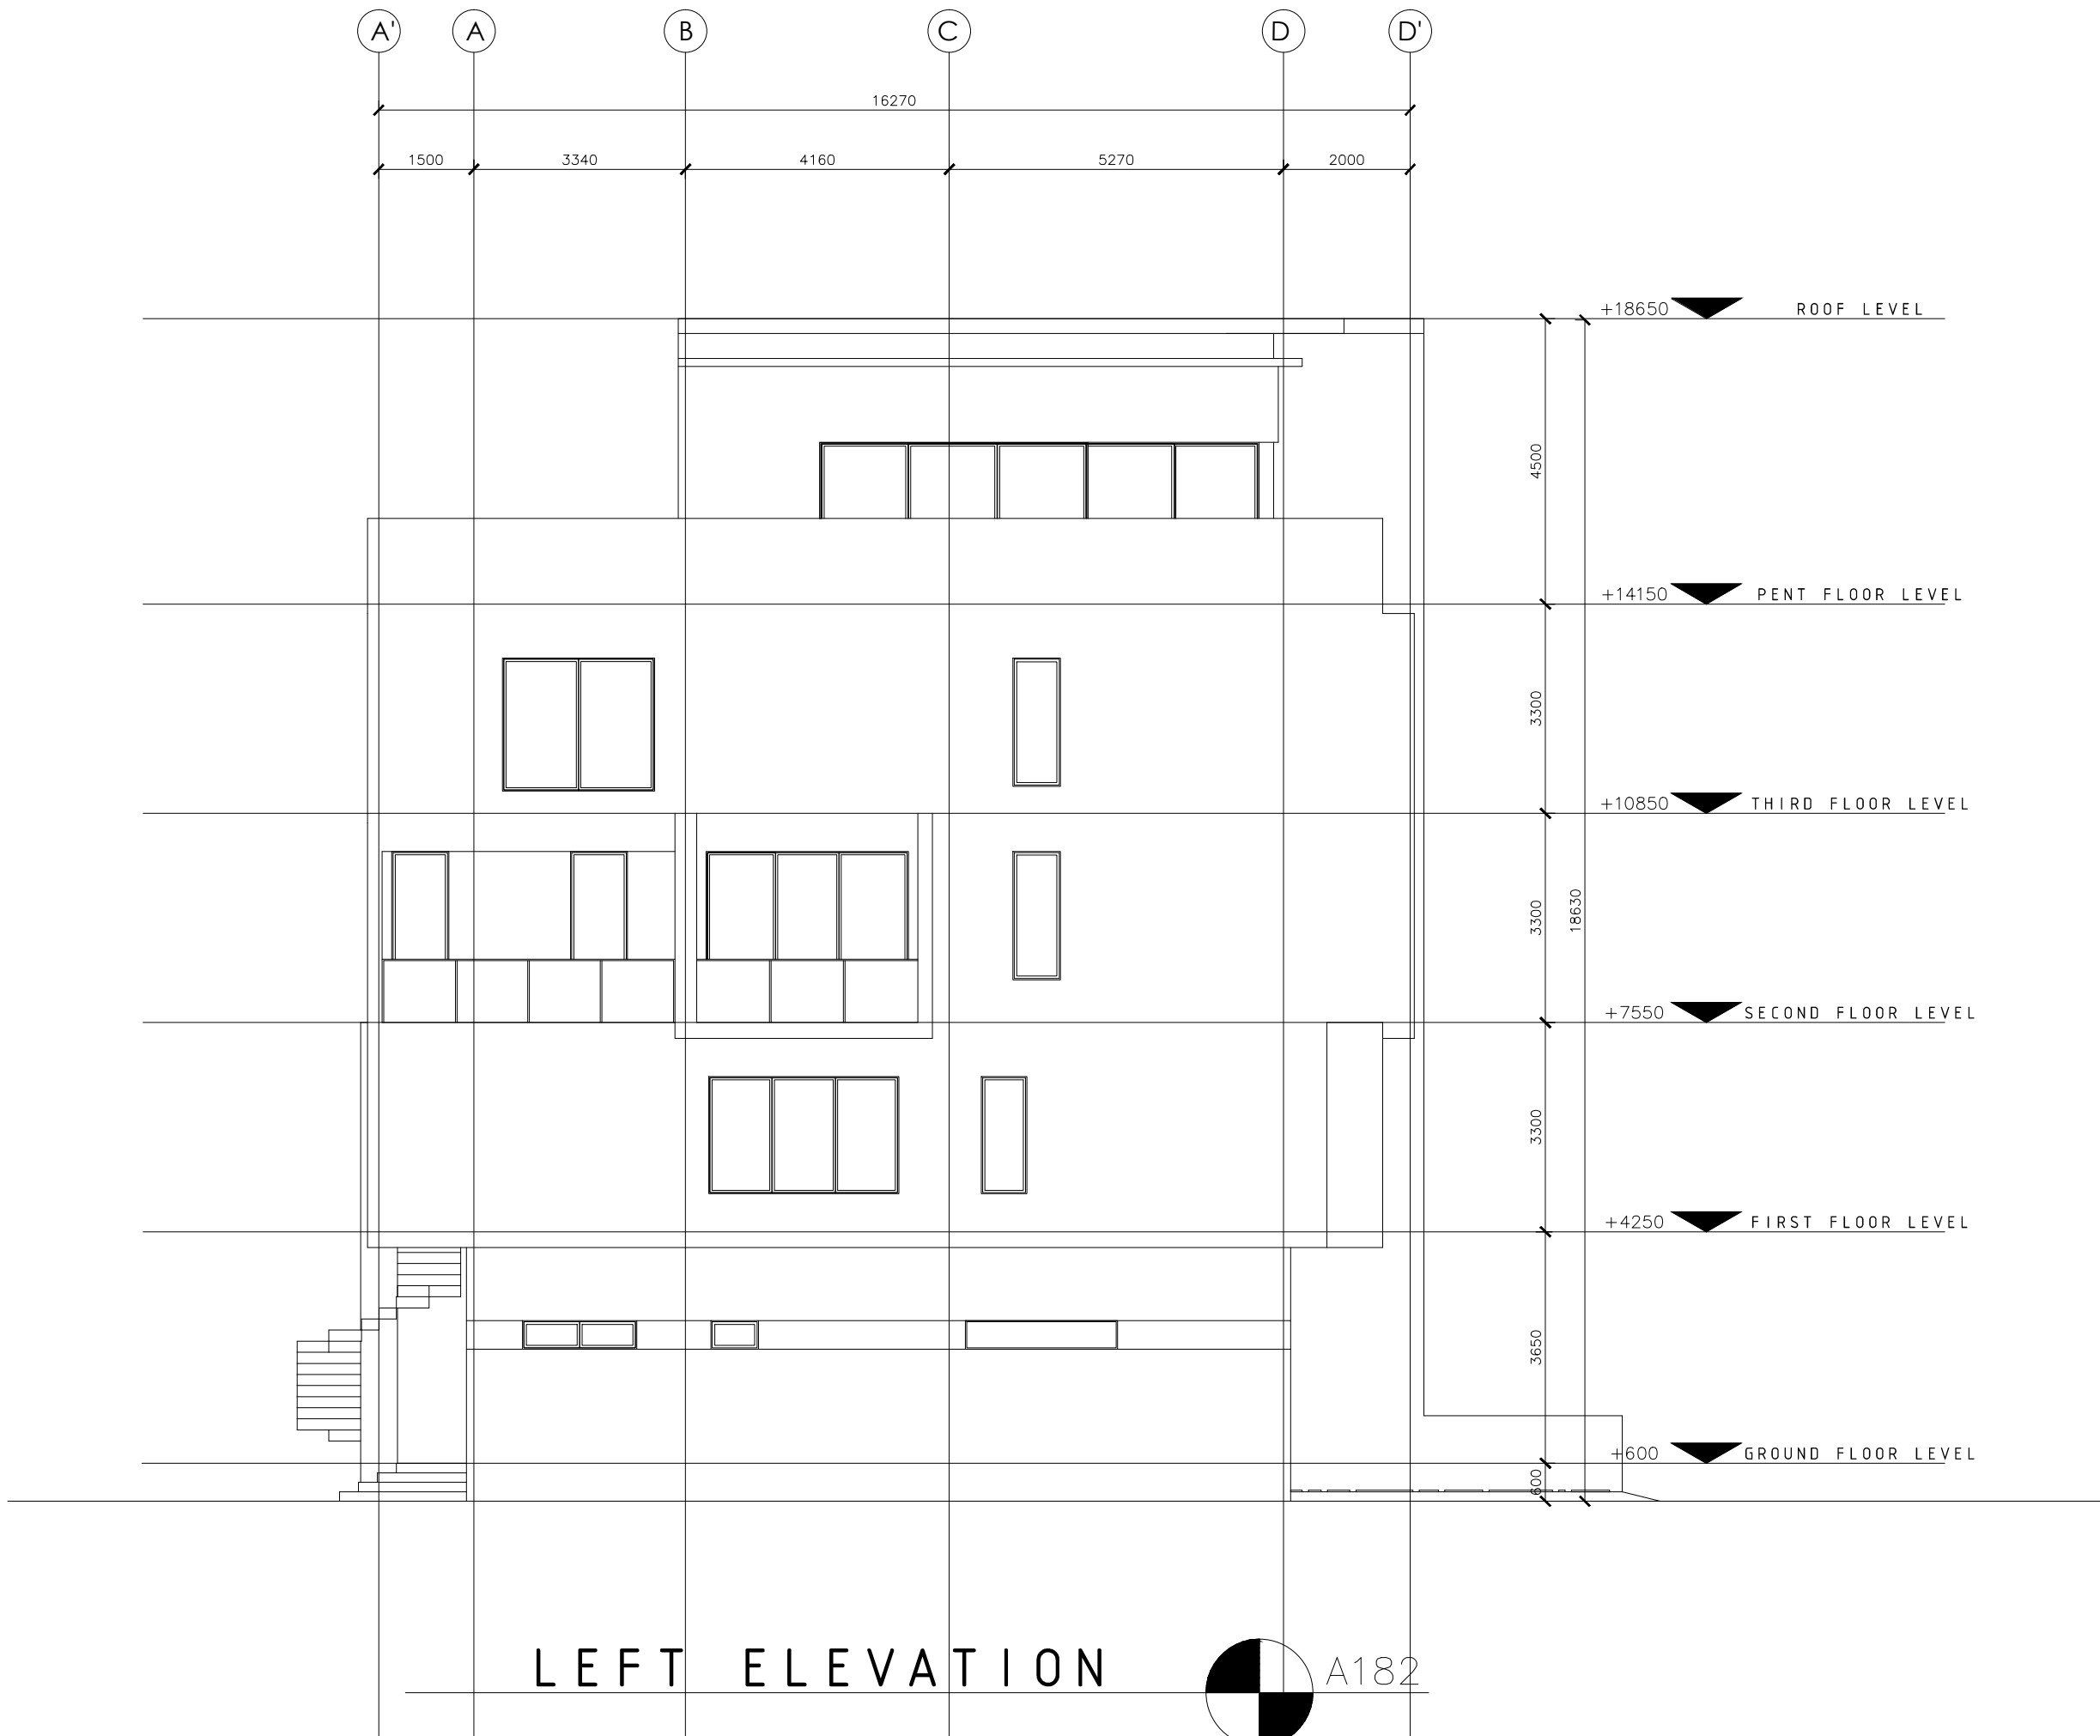 A' A B C D D'
16270
1500 3340 4160 5270 2000
+18650 ROOF LEVEL
4500
+14150 PENT FLOOR LEVEL
3300
+10850 THIRD FLOOR LEVEL
3300
18630
+7550 SECOND FLOOR LEVEL
3300
+4250 FIRST FLOOR LEVEL
3650
+600 GROUND FLOOR LEVEL
600
LEFT ELEVATION A182